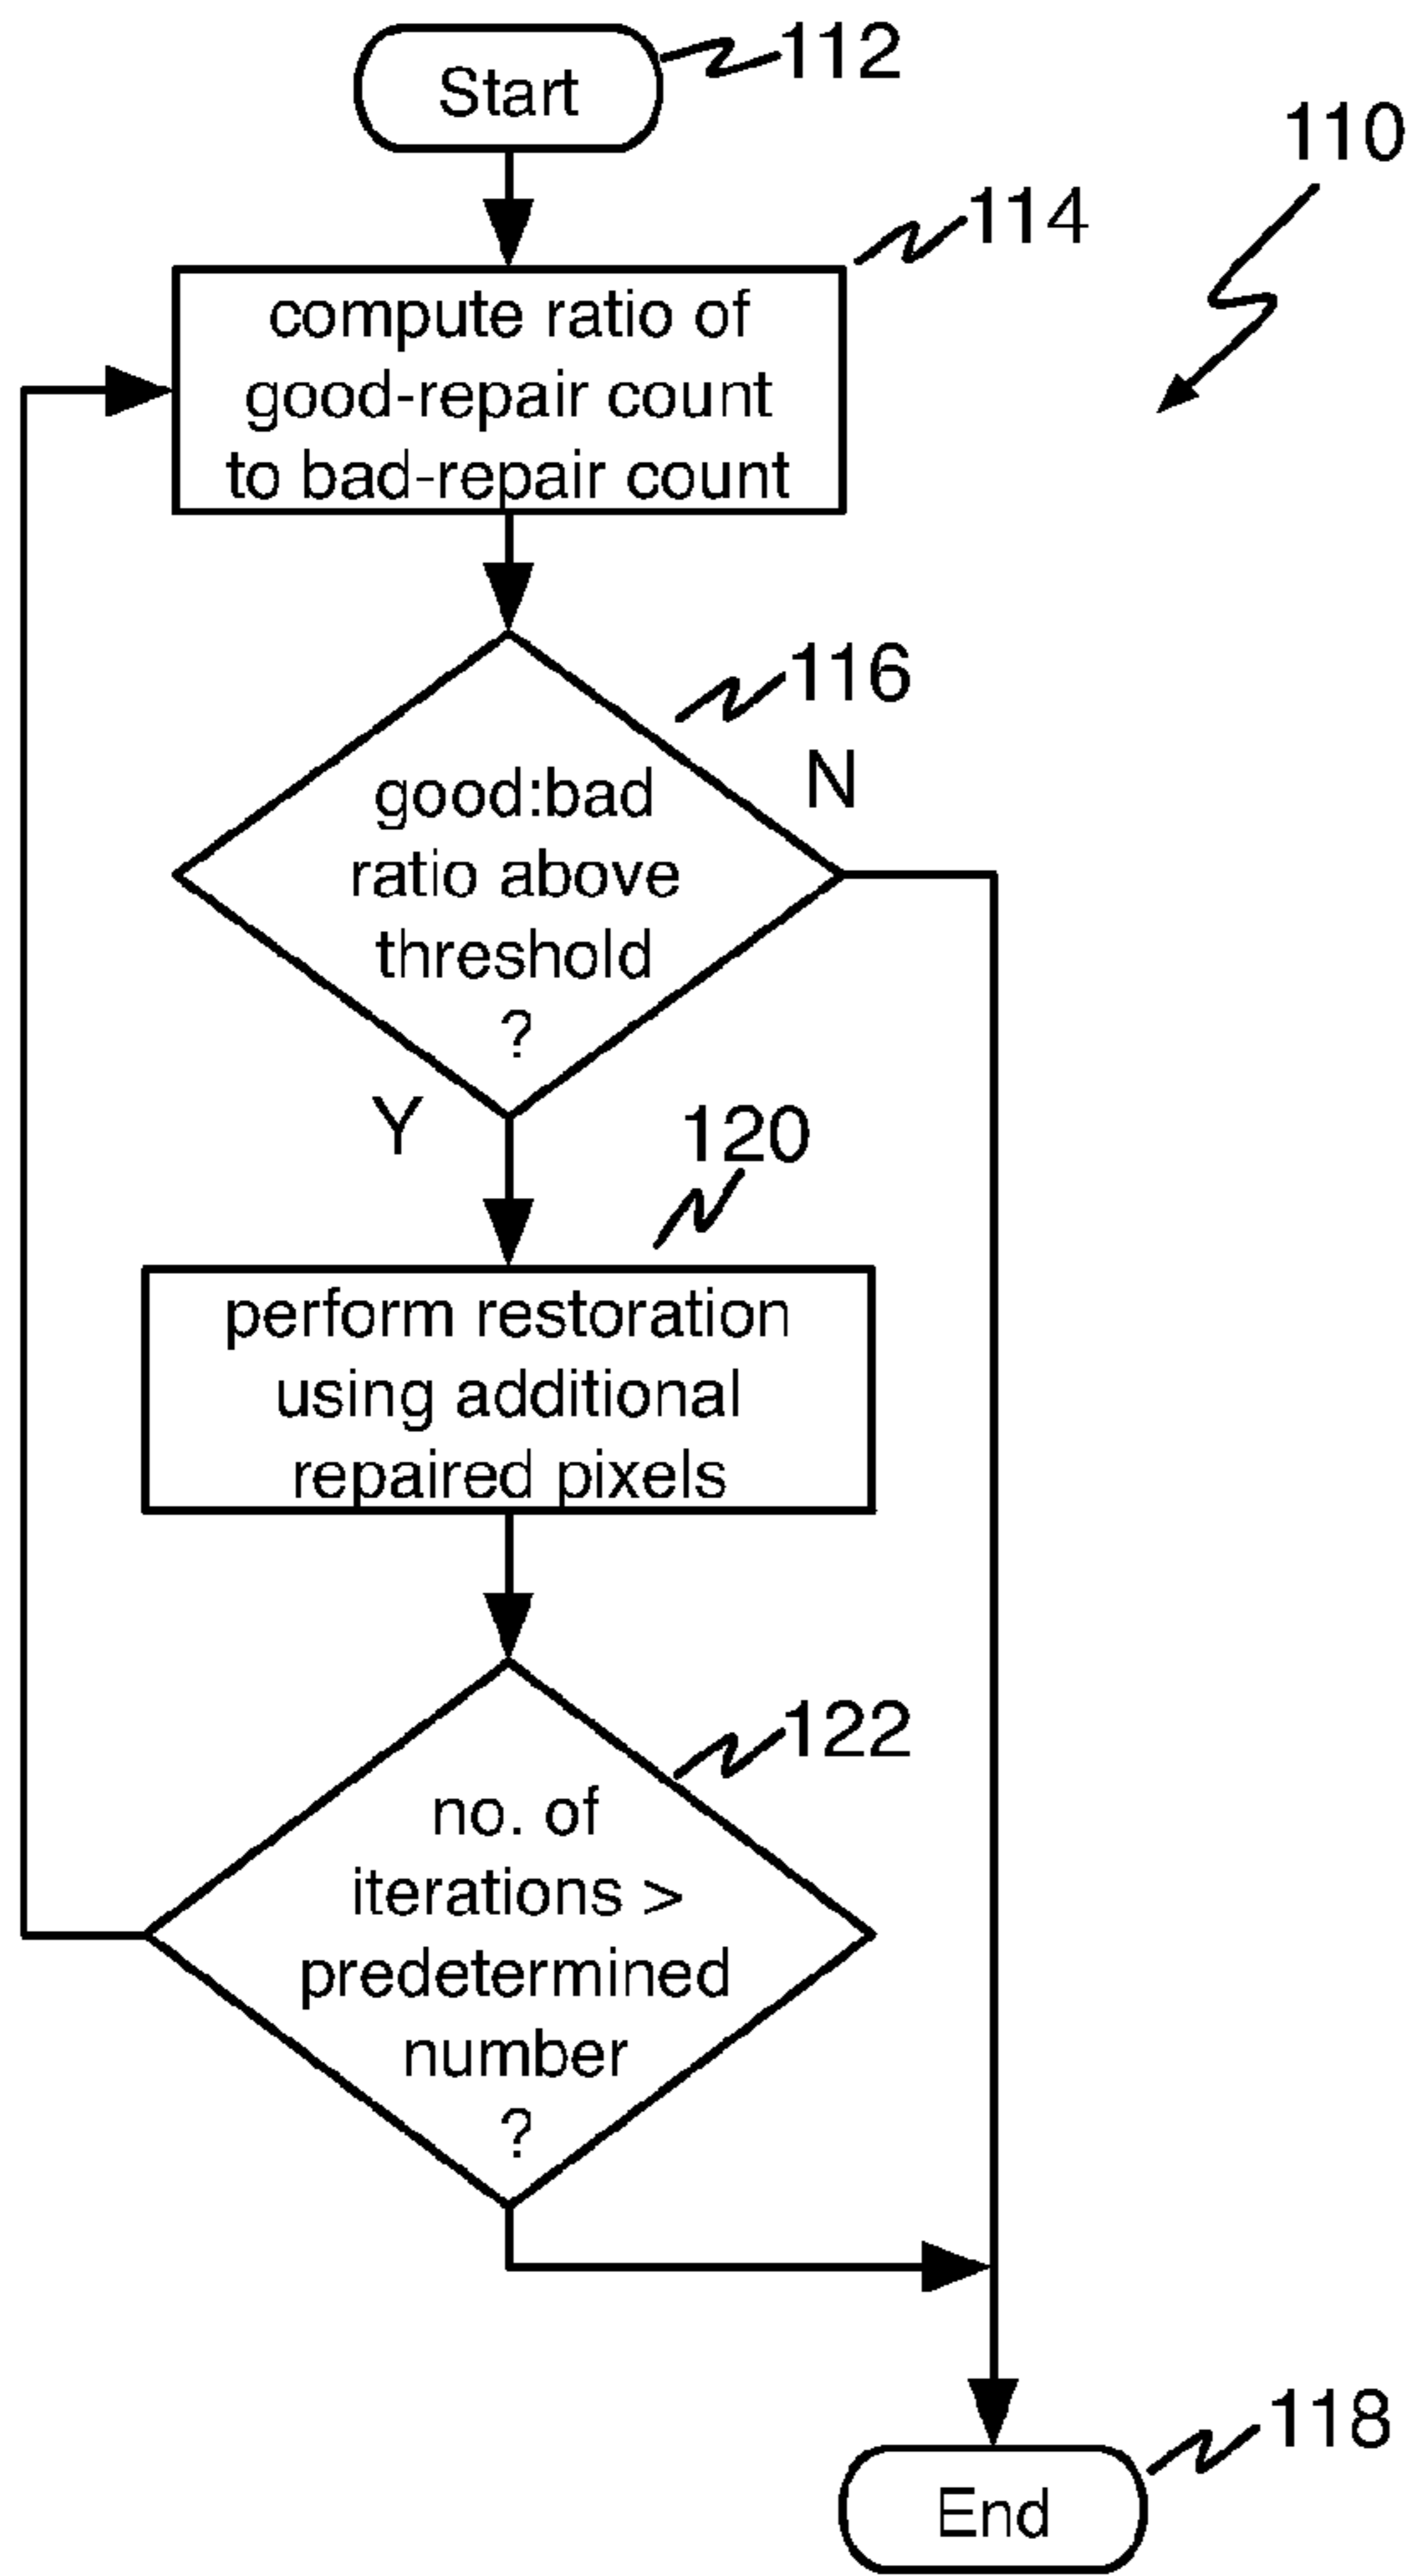 Start
112
110
114
compute ratio of
good-repair count
to bad-repair count
116
N
good:bad
ratio above
threshold
?
Y
120
perform restoration
using additional
repaired pixels
122
no. of
iterations >
predetermined
number
?
118
End